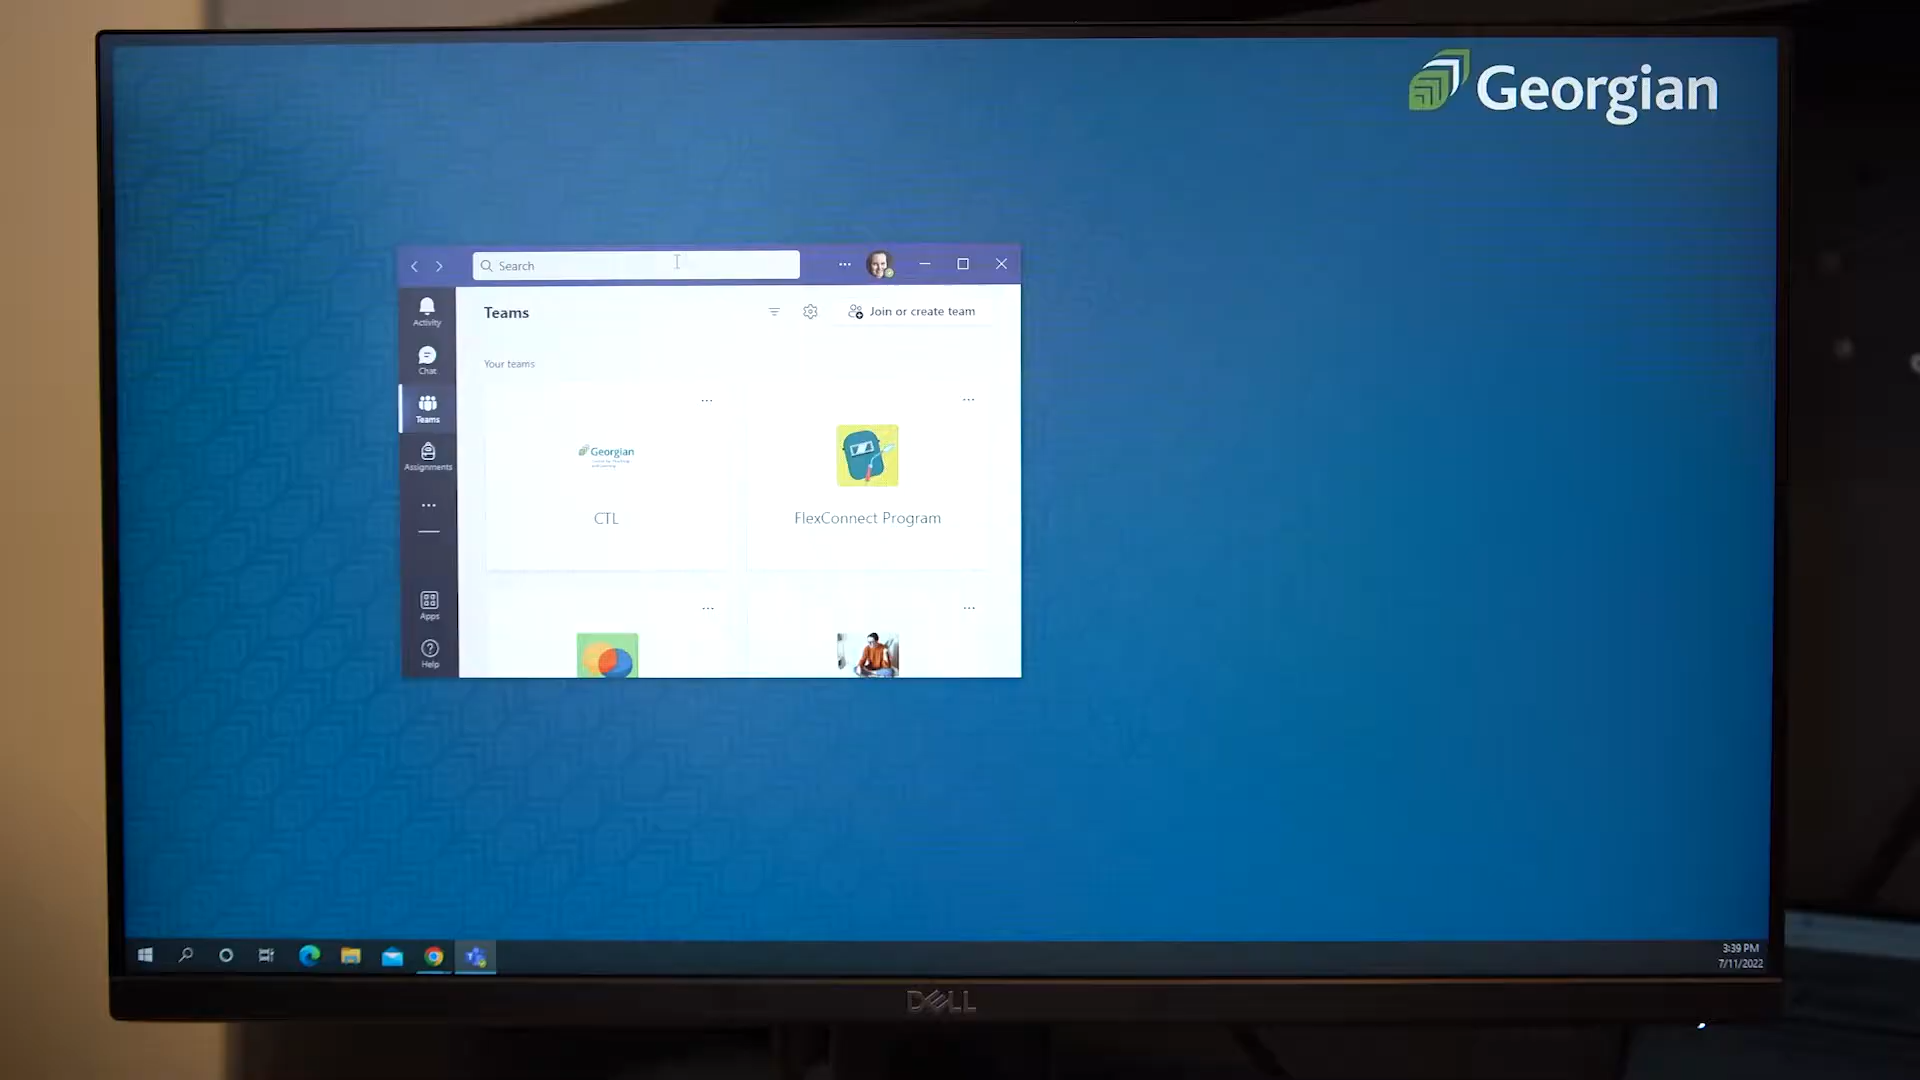 Georgian
Search
Activity
Teams
Join or create team
Chat
Your teams
Teams
Assignments
Georgian
CTL
FlexConnect Program
Apps
Help
3:39 PM
7/11/2022
DELL